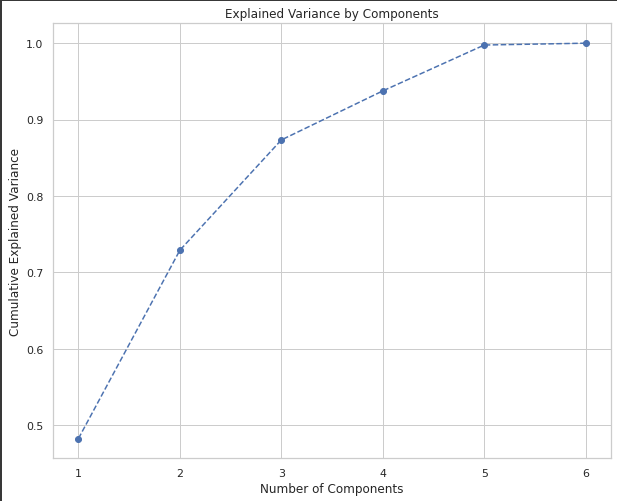 Explained Variance by Components
1.0
0.9
0.8
0.7
0.6
0.5
Cumulative Explained Variance
1 2 3 4 5 6
Number of Components